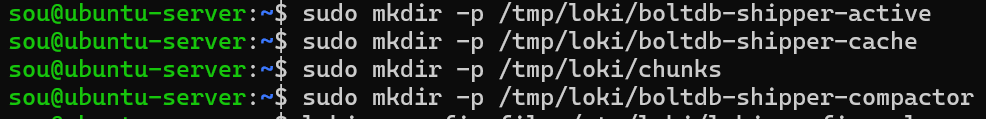 sou@ubuntu-server:~$ sudo mkdir -p /tmp/loki/boltdb-shipper-active
sou@ubuntu-server:~$ sudo mkdir -p /tmp/loki/boltdb-shipper-cache
sou@ubuntu-server:~$ sudo mkdir -p /tmp/loki/chunks
sou@ubuntu-server:~$ sudo mkdir -p /tmp/loki/boltdb-shipper-compactor